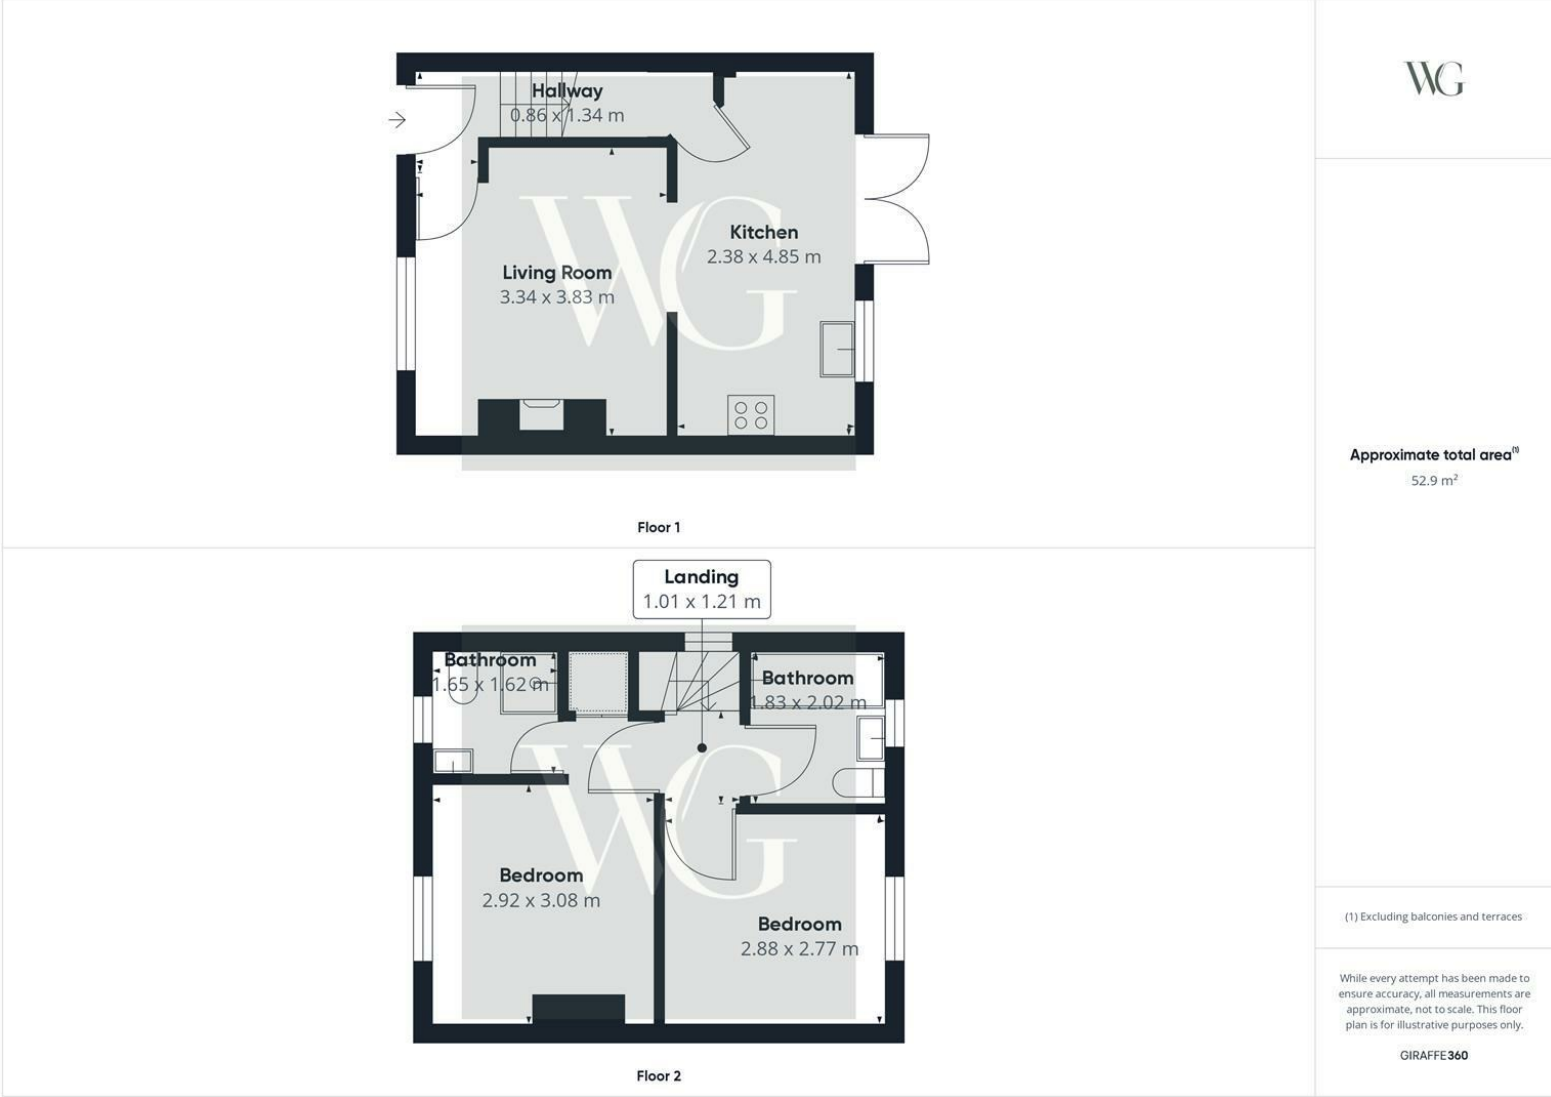 Hallway
0.86 x 1.34 m
Living Room
3.34 x 3.83 m
Kitchen
2.38 x 4.85 m
WG
Floor 1
Landing
1.01 x 1.21 m
Bathroom
1.65 x 1.62 m
Bathroom
1.83 x 2.02 m
WG
Bedroom
2.92 x 3.08 m
Bedroom
2.88 x 2.77 m
Floor 2
WG
Approximate total area(1)
52.9 m²
(1) Excluding balconies and terraces
While every attempt has been made to
ensure accuracy, all measurements are
approximate, not to scale. This floor
plan is for illustrative purposes only.
GIRAFFE360